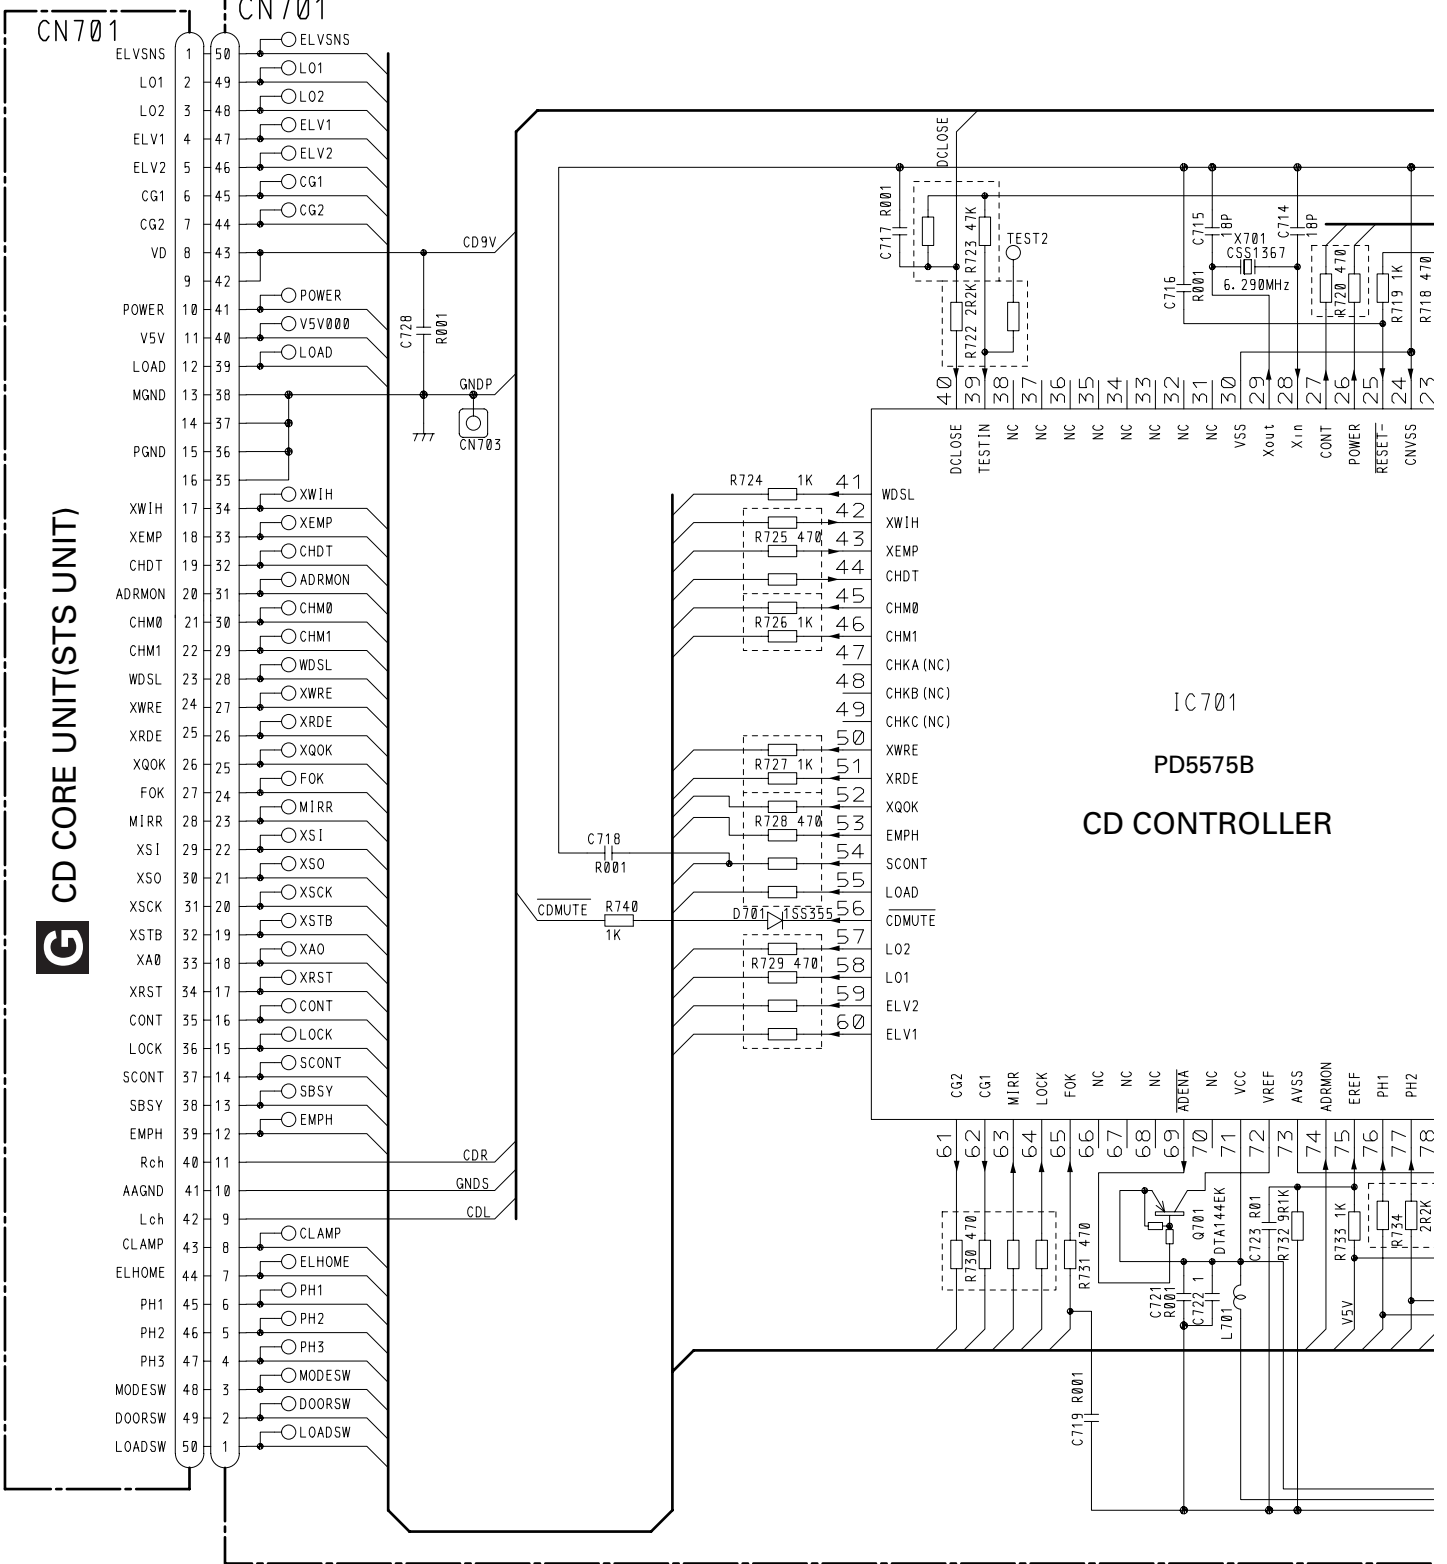 CN701
CN701
ELVSNS 1 50 ELVSNS
LO1 2 49 LO1
LO2 3 48 LO2
ELV1 4 47 ELV1
ELV2 5 46 ELV2
CG1 6 45 CG1
CG2 7 44 CG2
VD 8 43 CD9V
9 42
POWER 10 41 POWER
V5V 11 40 V5V000
LOAD 12 39 LOAD
MGND 13 38 GNDP
14 37
PGND 15 36
16 35
XWIH 17 34 XWIH
XEMP 18 33 XEMP
CHDT 19 32 CHDT
ADRMON 20 31 ADRMON
CHM0 21 30 CHM0
CHM1 22 29 CHM1
WDSL 23 28 WDSL
XWRE 24 27 XWRE
XRDE 25 26 XRDE
XQOK 26 25 XQOK
FOK 27 24 FOK
MIRR 28 23 MIRR
XSI 29 22 XSI
XSO 30 21 XSO
XSCK 31 20 XSCK
XSTB 32 19 XSTB
XA0 33 18 XAO
XRST 34 17 XRST
CONT 35 16 CONT
LOCK 36 15 LOCK
SCONT 37 14 SCONT
SBSY 38 13 SBSY
EMPH 39 12 EMPH
Rch 40 11 CDR
AAGND 41 10 GNDS
Lch 42 9 CDL
CLAMP 43 8 CLAMP
ELHOME 44 7 ELHOME
PH1 45 6 PH1
PH2 46 5 PH2
PH3 47 4 PH3
MODESW 48 3 MODESW
DOORSW 49 2 DOORSW
LOADSW 50 1 LOADSW
G CD CORE UNIT(STS UNIT)
C728 R001
CN703
DCLOSE
C717 R001
R723 47K
TEST2
R722 2R2K
C716 R001
C715 18P
X701
CSS1367
6.290MHz
C714 18P
R720 470
R719 1K
R718 470
40 39 38 37 36 35 34 33 32 31 30 29 28 27 26 25 24 23
DCLOSE TESTIN NC NC NC NC NC NC NC NC VSS Xout Xin CONT POWER RESET- CNVSS
R724 1K 41 WDSL
42 XWIH
R725 470 43 XEMP
44 CHDT
45 CHM0
R726 1K 46 CHM1
47 CHKA(NC)
48 CHKB(NC)
49 CHKC(NC)
50 XWRE
R727 1K 51 XRDE
52 XQOK
R728 470 53 EMPH
54 SCONT
55 LOAD
D701 1SS355 56 CDMUTE
57 LO2
R729 470 58 LO1
59 ELV2
60 ELV1
C718
R001
CDMUTE R740
1K
IC701
PD5575B
CD CONTROLLER
CG2 CG1 MIRR LOCK FOK NC NC NC ADENA NC VCC VREF AVSS ADRMON EREF PH1 PH2
61 62 63 64 65 66 67 68 69 70 71 72 73 74 75 76 77 78
R730 470
R731 470
Q701
DTA144EK
C721 R001
C722 1
L701
C723 R01
R732 9R1K
R733 1K
V5V
R734 2R2K
C719 R001